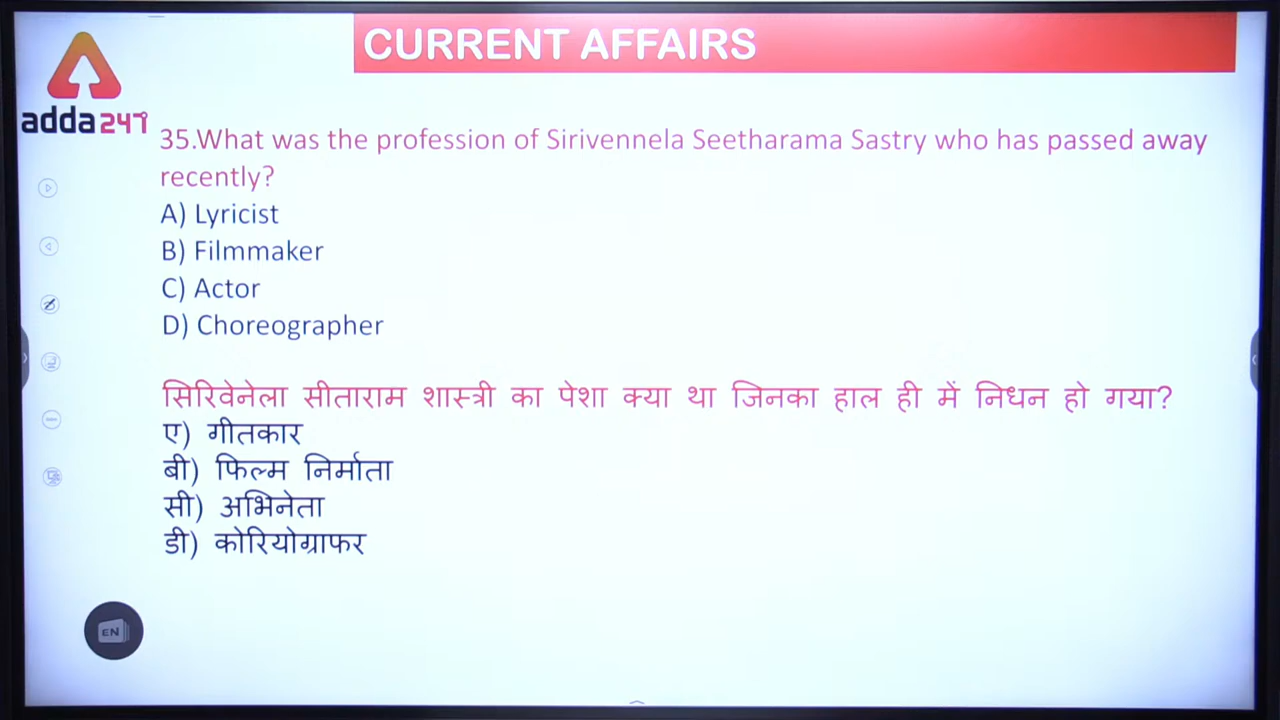 CURRENT AFFAIRS
adda247
35.What was the profession of Sirivennela Seetharama Sastry who has passed away
recently?
A) Lyricist
B) Filmmaker
C) Actor
D) Choreographer
सिरिवेनेला सीताराम शास्त्री का पेशा क्या था जिनका हाल ही में निधन हो गया?
ए) गीतकार
बी) फिल्म निर्माता
सी) अभिनेता
डी) कोरियोग्राफर
EN